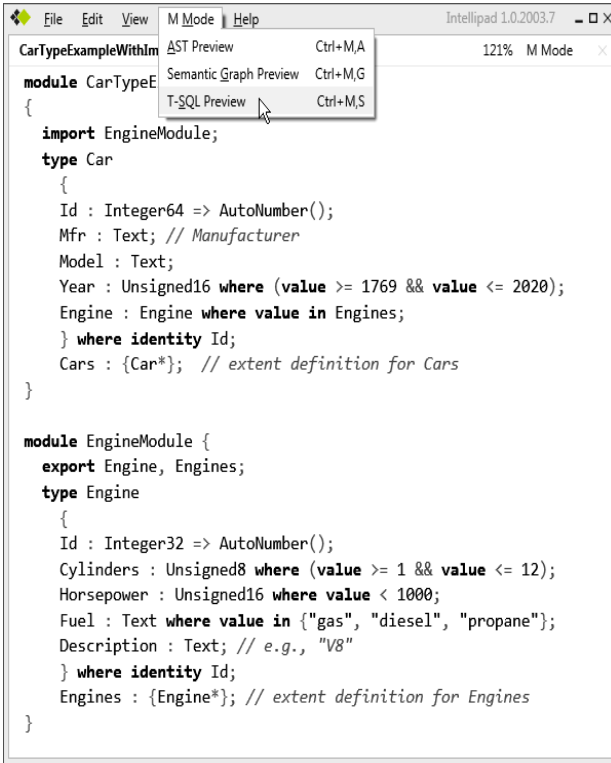 File Edit View M Mode Help Intellipad 1.0.2003.7
CarTypeExampleWithIm 121% M Mode
AST Preview Ctrl+M,A
Semantic Graph Preview Ctrl+M,G
T-SQL Preview Ctrl+M,S
module CarTypeE
{
import EngineModule;
type Car
{
Id : Integer64 => AutoNumber();
Mfr : Text; // Manufacturer
Model : Text;
Year : Unsigned16 where (value >= 1769 && value <= 2020);
Engine : Engine where value in Engines;
} where identity Id;
Cars : {Car*}; // extent definition for Cars
}
module EngineModule {
export Engine, Engines;
type Engine
{
Id : Integer32 => AutoNumber();
Cylinders : Unsigned8 where (value >= 1 && value <= 12);
Horsepower : Unsigned16 where value < 1000;
Fuel : Text where value in {"gas", "diesel", "propane"};
Description : Text; // e.g., "V8"
} where identity Id;
Engines : {Engine*}; // extent definition for Engines
}